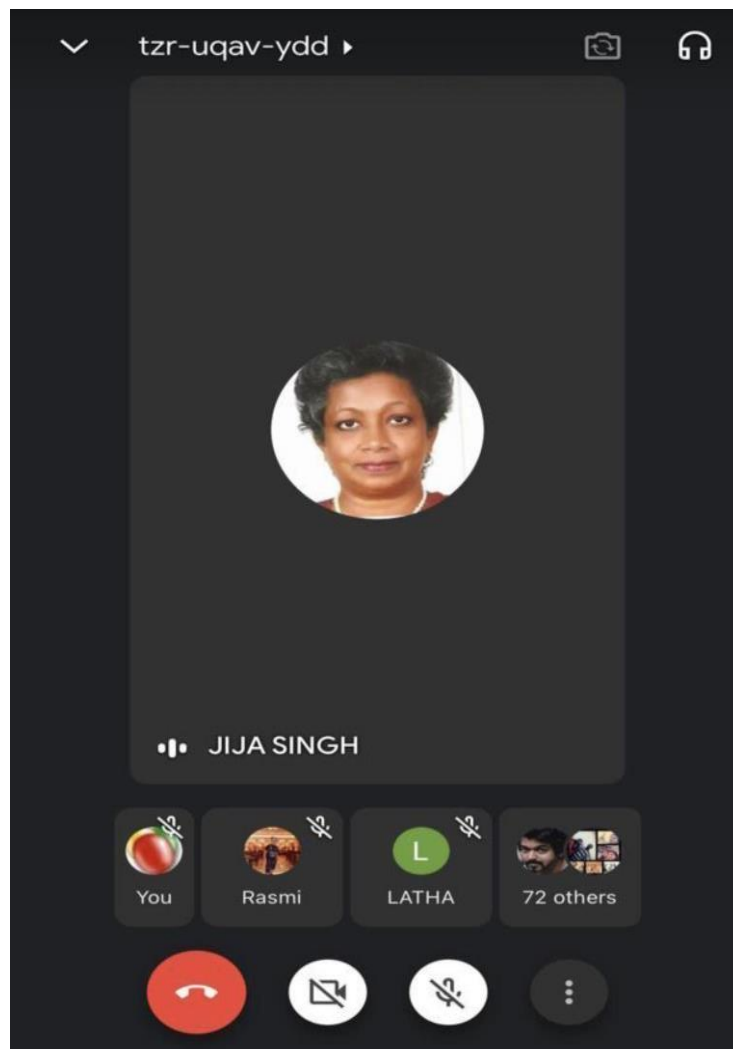 tzr-uqav-ydd
JIJA SINGH
L
You
Rasmi
LATHA
72 others